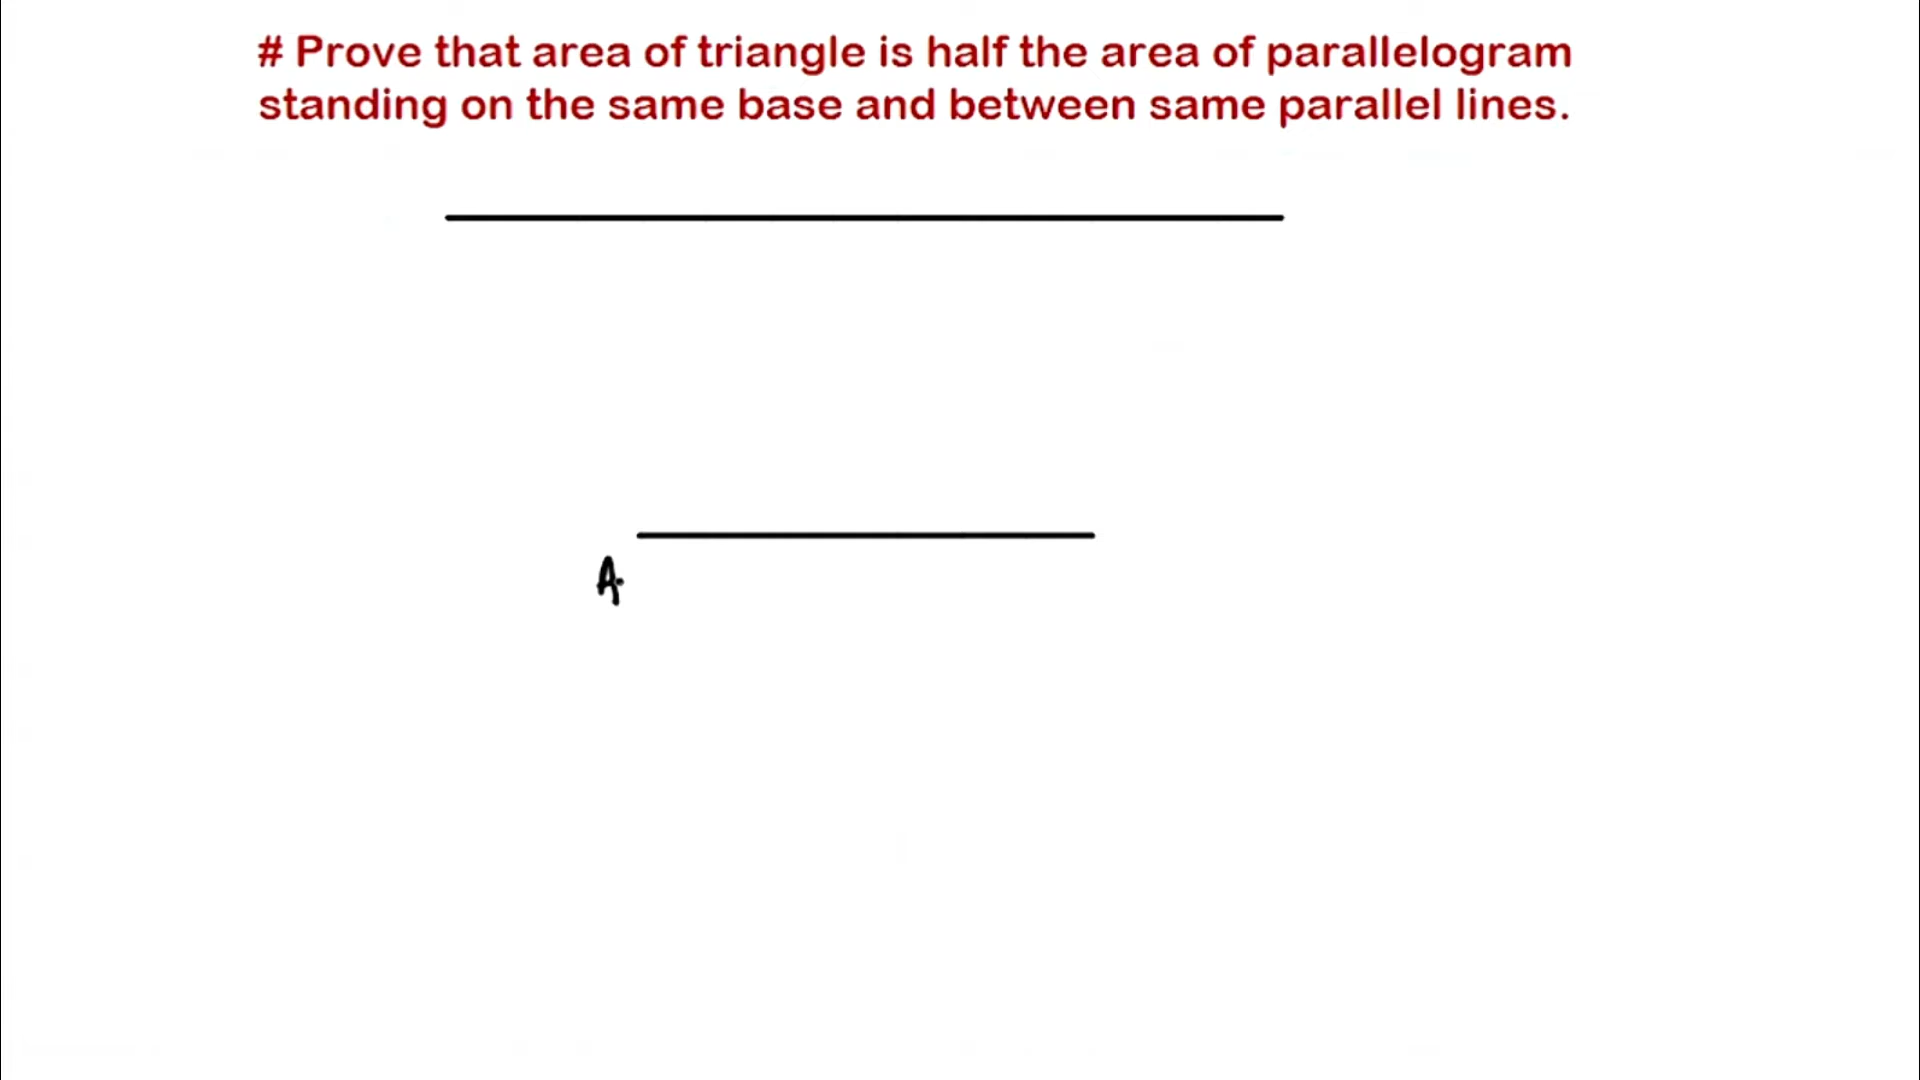 # Prove that area of triangle is half the area of parallelogram
standing on the same base and between same parallel lines.
A